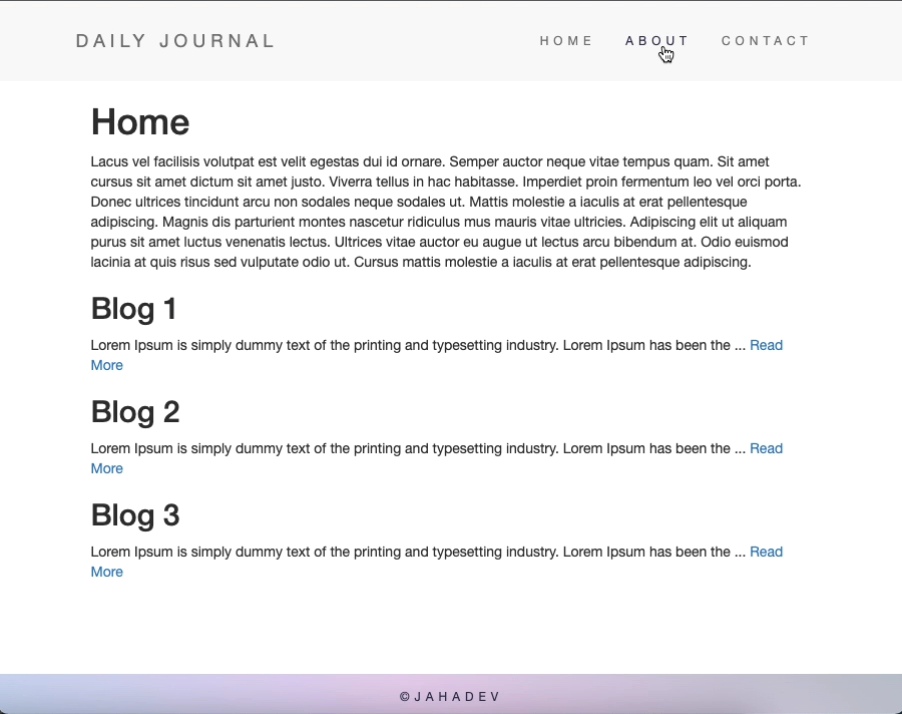 DAILY JOURNAL
HOME ABOUT CONTACT
Home
Lacus vel facilisis volutpat est velit egestas dui id ornare. Semper auctor neque vitae tempus quam. Sit amet
cursus sit amet dictum sit amet justo. Viverra tellus in hac habitasse. Imperdiet proin fermentum leo vel orci porta.
Donec ultrices tincidunt arcu non sodales neque sodales ut. Mattis molestie a iaculis at erat pellentesque
adipiscing. Magnis dis parturient montes nascetur ridiculus mus mauris vitae ultricies. Adipiscing elit ut aliquam
purus sit amet luctus venenatis lectus. Ultrices vitae auctor eu augue ut lectus arcu bibendum at. Odio euismod
lacinia at quis risus sed vulputate odio ut. Cursus mattis molestie a iaculis at erat pellentesque adipiscing.
Blog 1
Lorem Ipsum is simply dummy text of the printing and typesetting industry. Lorem Ipsum has been the ... Read
More
Blog 2
Lorem Ipsum is simply dummy text of the printing and typesetting industry. Lorem Ipsum has been the ... Read
More
Blog 3
Lorem Ipsum is simply dummy text of the printing and typesetting industry. Lorem Ipsum has been the ... Read
More
©JAHADEV